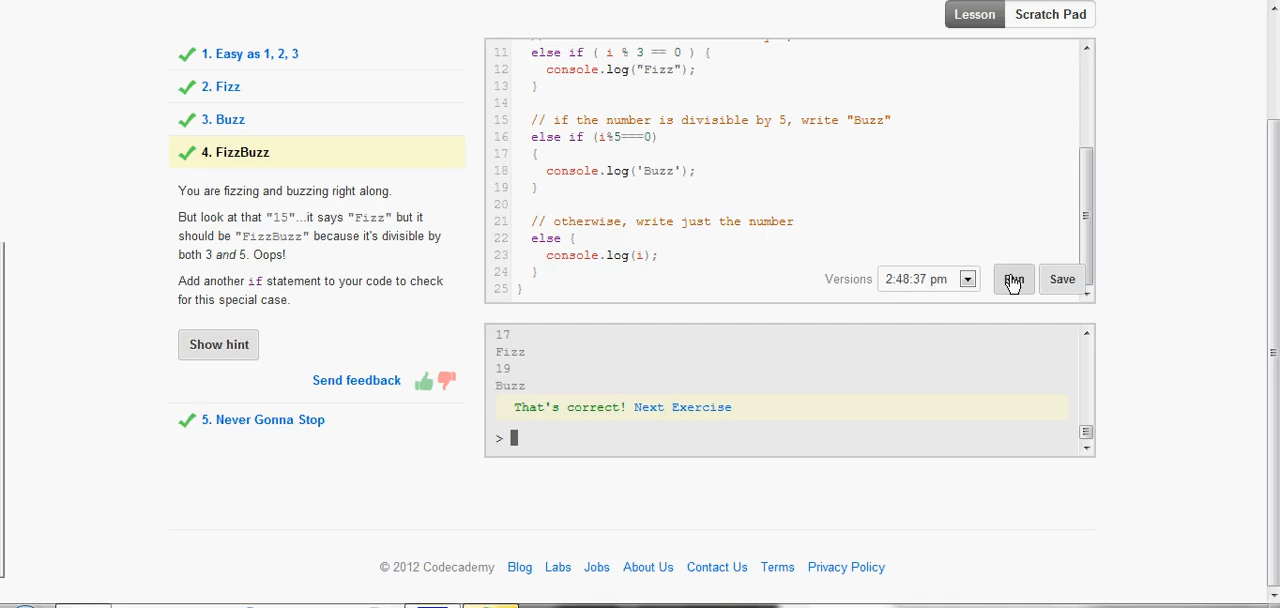 Lesson Scratch Pad
1. Easy as 1, 2, 3
2. Fizz
3. Buzz
4. FizzBuzz
You are fizzing and buzzing right along.
But look at that "15"...it says "Fizz" but it
should be "FizzBuzz" because it's divisible by
both 3 and 5. Oops!
Add another if statement to your code to check
for this special case.
Show hint
Send feedback
5. Never Gonna Stop
11 else if ( i % 3 == 0 ) {
12 console.log("Fizz");
13 }
14
15 // if the number is divisible by 5, write "Buzz"
16 else if (i%5===0)
17 {
18 console.log('Buzz');
19 }
20
21 // otherwise, write just the number
22 else {
23 console.log(i);
24 }
25 }
Versions 2:48:37 pm Run Save
17
Fizz
19
Buzz
That's correct! Next Exercise
>
© 2012 Codecademy Blog Labs Jobs About Us Contact Us Terms Privacy Policy